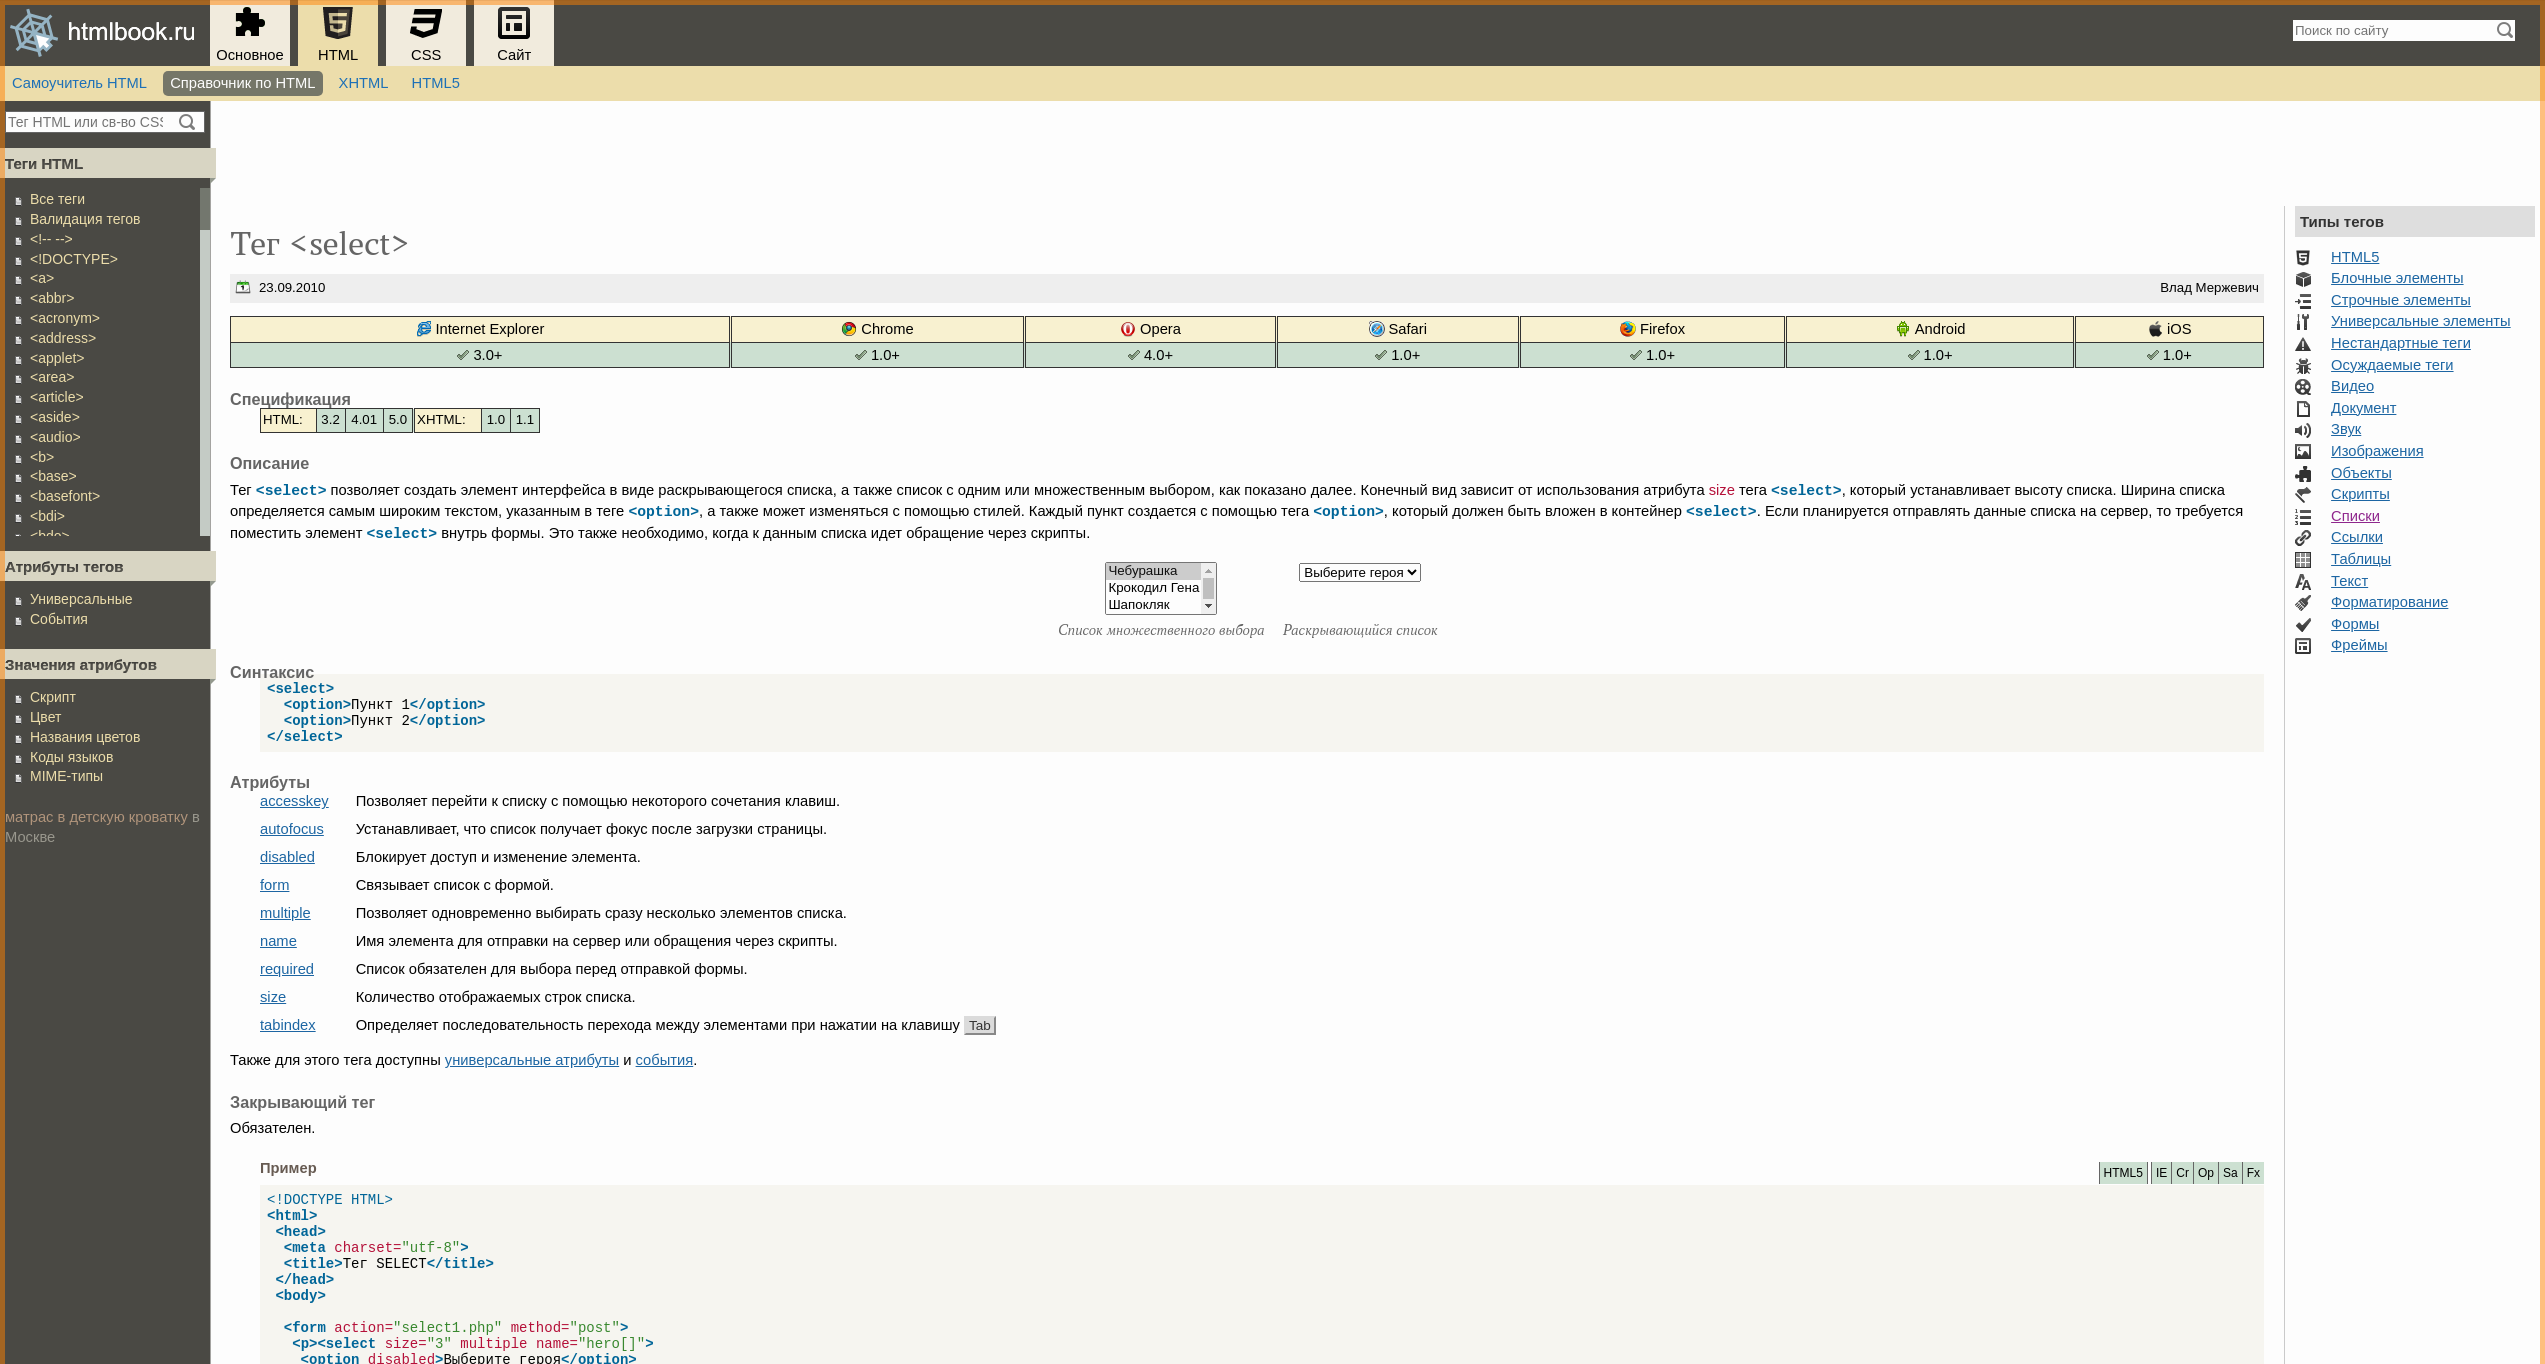 htmlbook.ru
Основное
HTML
CSS
Сайт
Поиск по сайту
Самоучитель HTML
Справочник по HTML
XHTML
HTML5
Тег HTML или св-во CSS
Теги HTML
Все теги
Валидация тегов
<!-- -->
<!DOCTYPE>
<a>
<abbr>
<acronym>
<address>
<applet>
<area>
<article>
<aside>
<audio>
<b>
<base>
<basefont>
<bdi>
<bdo>
Атрибуты тегов
Универсальные
События
Значения атрибутов
Скрипт
Цвет
Названия цветов
Коды языков
MIME-типы
матрас в детскую кроватку в
Москве
Тег <select>
23.09.2010 Влад Мержевич
Internet Explorer Chrome Opera Safari Firefox Android iOS
3.0+ 1.0+ 4.0+ 1.0+ 1.0+ 1.0+ 1.0+
Спецификация
HTML: 3.2 4.01 5.0 XHTML: 1.0 1.1
Описание
Тег <select> позволяет создать элемент интерфейса в виде раскрывающегося списка, а также список с одним или множественным выбором, как показано далее. Конечный вид зависит от использования атрибута size тега <select>, который устанавливает высоту списка. Ширина списка
определяется самым широким текстом, указанным в теге <option>, а также может изменяться с помощью стилей. Каждый пункт создается с помощью тега <option>, который должен быть вложен в контейнер <select>. Если планируется отправлять данные списка на сервер, то требуется
поместить элемент <select> внутрь формы. Это также необходимо, когда к данным списка идет обращение через скрипты.
Чебурашка
Крокодил Гена
Шапокляк
Выберите героя
Список множественного выбора Раскрывающийся список
Синтаксис
<select>
<option>Пункт 1</option>
<option>Пункт 2</option>
</select>
Атрибуты
accesskey Позволяет перейти к списку с помощью некоторого сочетания клавиш.
autofocus Устанавливает, что список получает фокус после загрузки страницы.
disabled Блокирует доступ и изменение элемента.
form Связывает список с формой.
multiple Позволяет одновременно выбирать сразу несколько элементов списка.
name Имя элемента для отправки на сервер или обращения через скрипты.
required Список обязателен для выбора перед отправкой формы.
size Количество отображаемых строк списка.
tabindex Определяет последовательность перехода между элементами при нажатии на клавишу Tab
Также для этого тега доступны универсальные атрибуты и события.
Закрывающий тег
Обязателен.
Пример
HTML5 IE Cr Op Sa Fx
<!DOCTYPE HTML>
<html>
<head>
<meta charset="utf-8">
<title>Тег SELECT</title>
</head>
<body>
<form action="select1.php" method="post">
<p><select size="3" multiple name="hero[]">
<option disabled>Выберите героя</option>
Типы тегов
HTML5
Блочные элементы
Строчные элементы
Универсальные элементы
Нестандартные теги
Осуждаемые теги
Видео
Документ
Звук
Изображения
Объекты
Скрипты
Списки
Ссылки
Таблицы
Текст
Форматирование
Формы
Фреймы